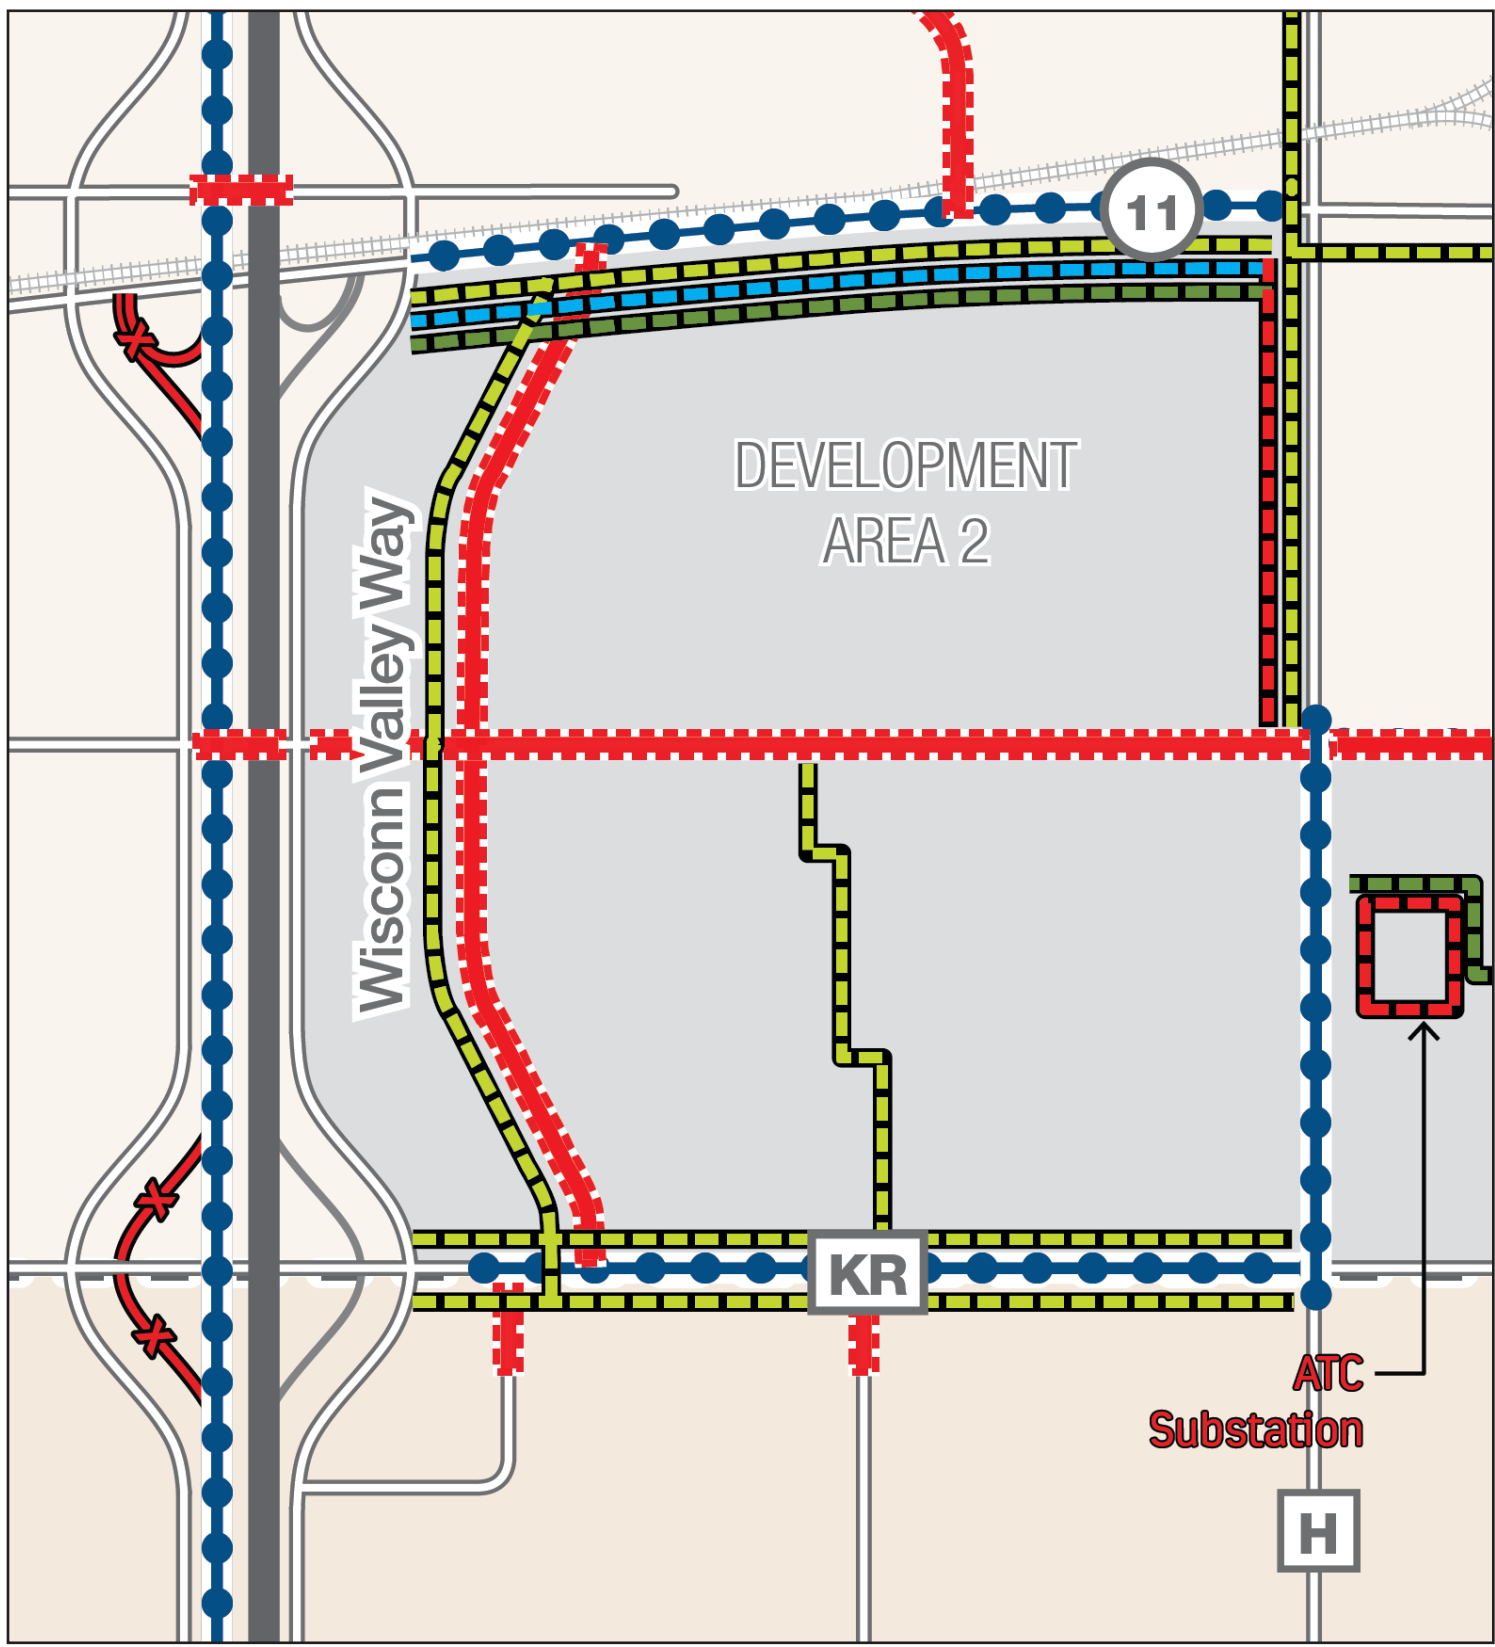 11
DEVELOPMENT
AREA 2
Wisconn Valley Way
KR
ATC
Substation
H